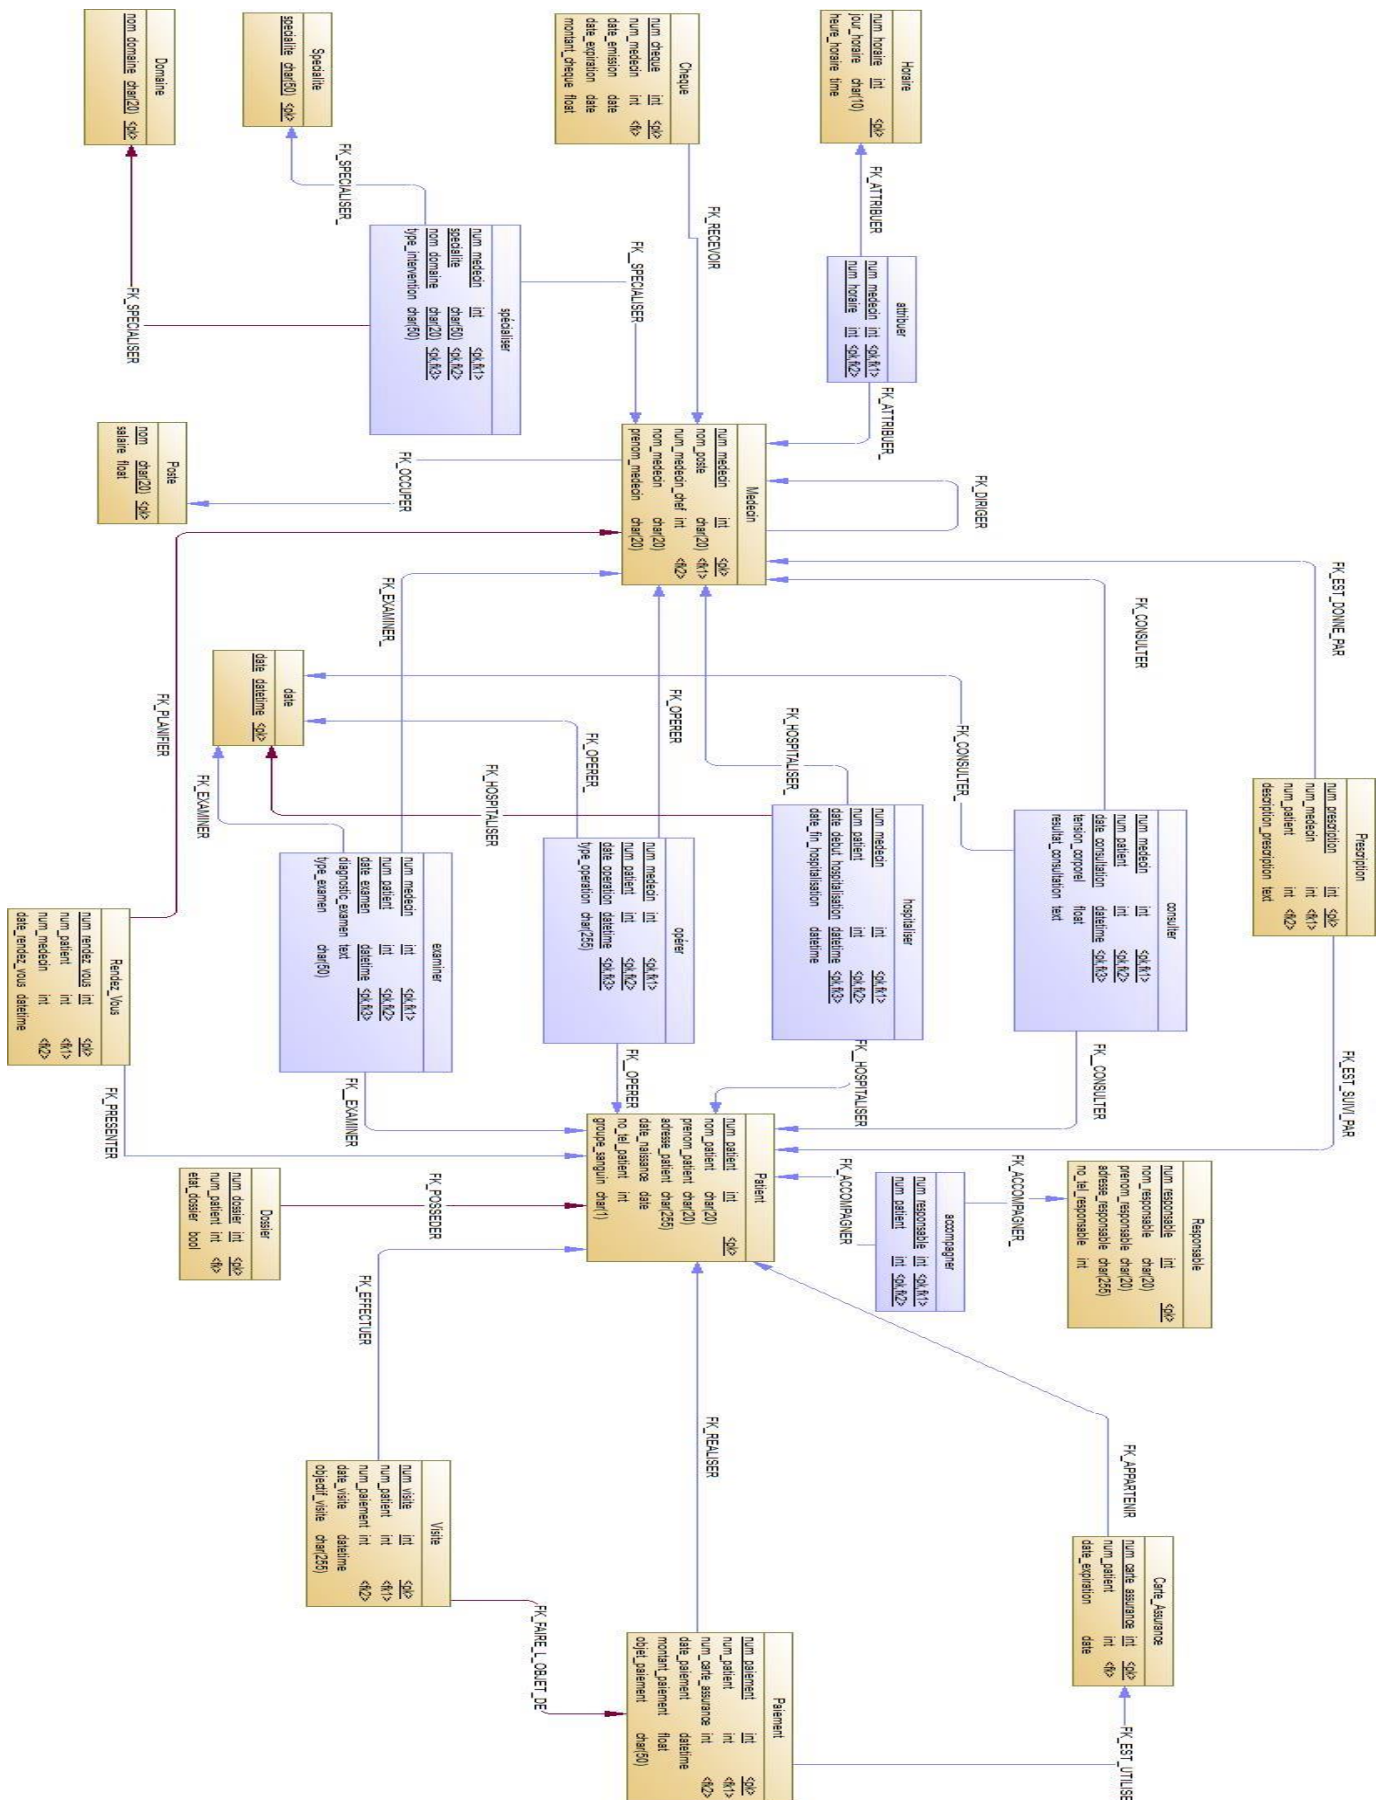 Horaire
num_horaire int <pk>
jour_horaire char(10)
heure_horaire time
FK_ATTRIBUER
attribuer
num_medecin int <pk,fk1>
num_horaire int <pk,fk2>
FK_ATTRIBUER_
Cheque
num_cheque int <pk>
num_medecin int <fk>
date_emission date
date_expiration date
montant_cheque float
FK_RECEVOIR
Specialite
specialite char(50) <pk>
FK_SPECIALISER_
Domaine
nom_domaine char(20) <pk>
FK_SPECIALISER
spécialiser
num_medecin int <pk,fk1>
specialite char(50) <pk,fk2>
nom_domaine char(20) <pk,fk3>
type_intervention char(50)
FK__SPECIALISER
Medecin
num_medecin int <pk>
nom_poste char(20) <fk1>
num_medecin_chef int <fk2>
nom_medecin char(20)
prenom_medecin char(20)
FK_DIRIGER
FK_OCCUPER
Poste
nom char(20) <pk>
salaire float
FK_EST_DONNE_PAR
Prescription
num_prescription int <pk>
num_medecin int <fk1>
num_patient int <fk2>
description_prescription text
FK_EST_SUIVI_PAR
FK_CONSULTER
FK_CONSULTER_
consulter
num_medecin int <pk,fk1>
num_patient int <pk,fk2>
date_consultation datetime <pk,fk3>
tension_corporel float
resultat_consultation text
FK__CONSULTER
FK_HOSPITALISER_
FK_HOSPITALISER
hospitaliser
num_medecin int <pk,fk1>
num_patient int <pk,fk2>
date_debut_hospitalisation datetime <pk,fk3>
date_fin_hospitalisation datetime
FK__HOSPITALISER
FK_OPERER
FK_OPERER_
opérer
num_medecin int <pk,fk1>
num_patient int <pk,fk2>
date_operation datetime <pk,fk3>
type_operation char(255)
FK__OPERER
date
date datetime <pk>
FK_EXAMINER_
FK_EXAMINER
examiner
num_medecin int <pk,fk1>
num_patient int <pk,fk2>
date_examen datetime <pk,fk3>
diagnostic_examen text
type_examen char(50)
FK__EXAMINER
FK_PLANIFIER
Rendez_Vous
num_rendez_vous int <pk>
num_patient int <fk1>
num_medecin int <fk2>
date_rendez_vous datetime
FK_PRESENTER
Patient
num_patient int <pk>
nom_patient char(20)
prenom_patient char(20)
adresse_patient char(255)
date_naissance date
no_tel_patient int
groupe_sanguin char(1)
Responsable
num_responsable int <pk>
nom_responsable char(20)
prenom_responsable char(20)
adresse_responsable char(255)
no_tel_responsable int
FK_ACCOMPAGNER_
accompagner
num_responsable int <pk,fk1>
num_patient int <pk,fk2>
FK_ACCOMPAGNER
Dossier
num_dossier int <pk>
num_patient int <fk>
etat_dossier bool
FK_POSSEDER
FK_EFFECTUER
FK_REALISER
FK_APPARTENIR
Visite
num_visite int <pk>
num_patient int <fk1>
num_paiement int <fk2>
date_visite datetime
objectif_visite char(255)
FK_FAIRE_L_OBJET_DE
Carte_Assurance
num_carte_assurance int <pk>
num_patient int <fk>
date_expiration date
FK_EST_UTILISE
Paiement
num_paiement int <pk>
num_patient int <fk1>
num_carte_assurance int <fk2>
date_paiement datetime
montant_paiement float
objet_paiement char(50)